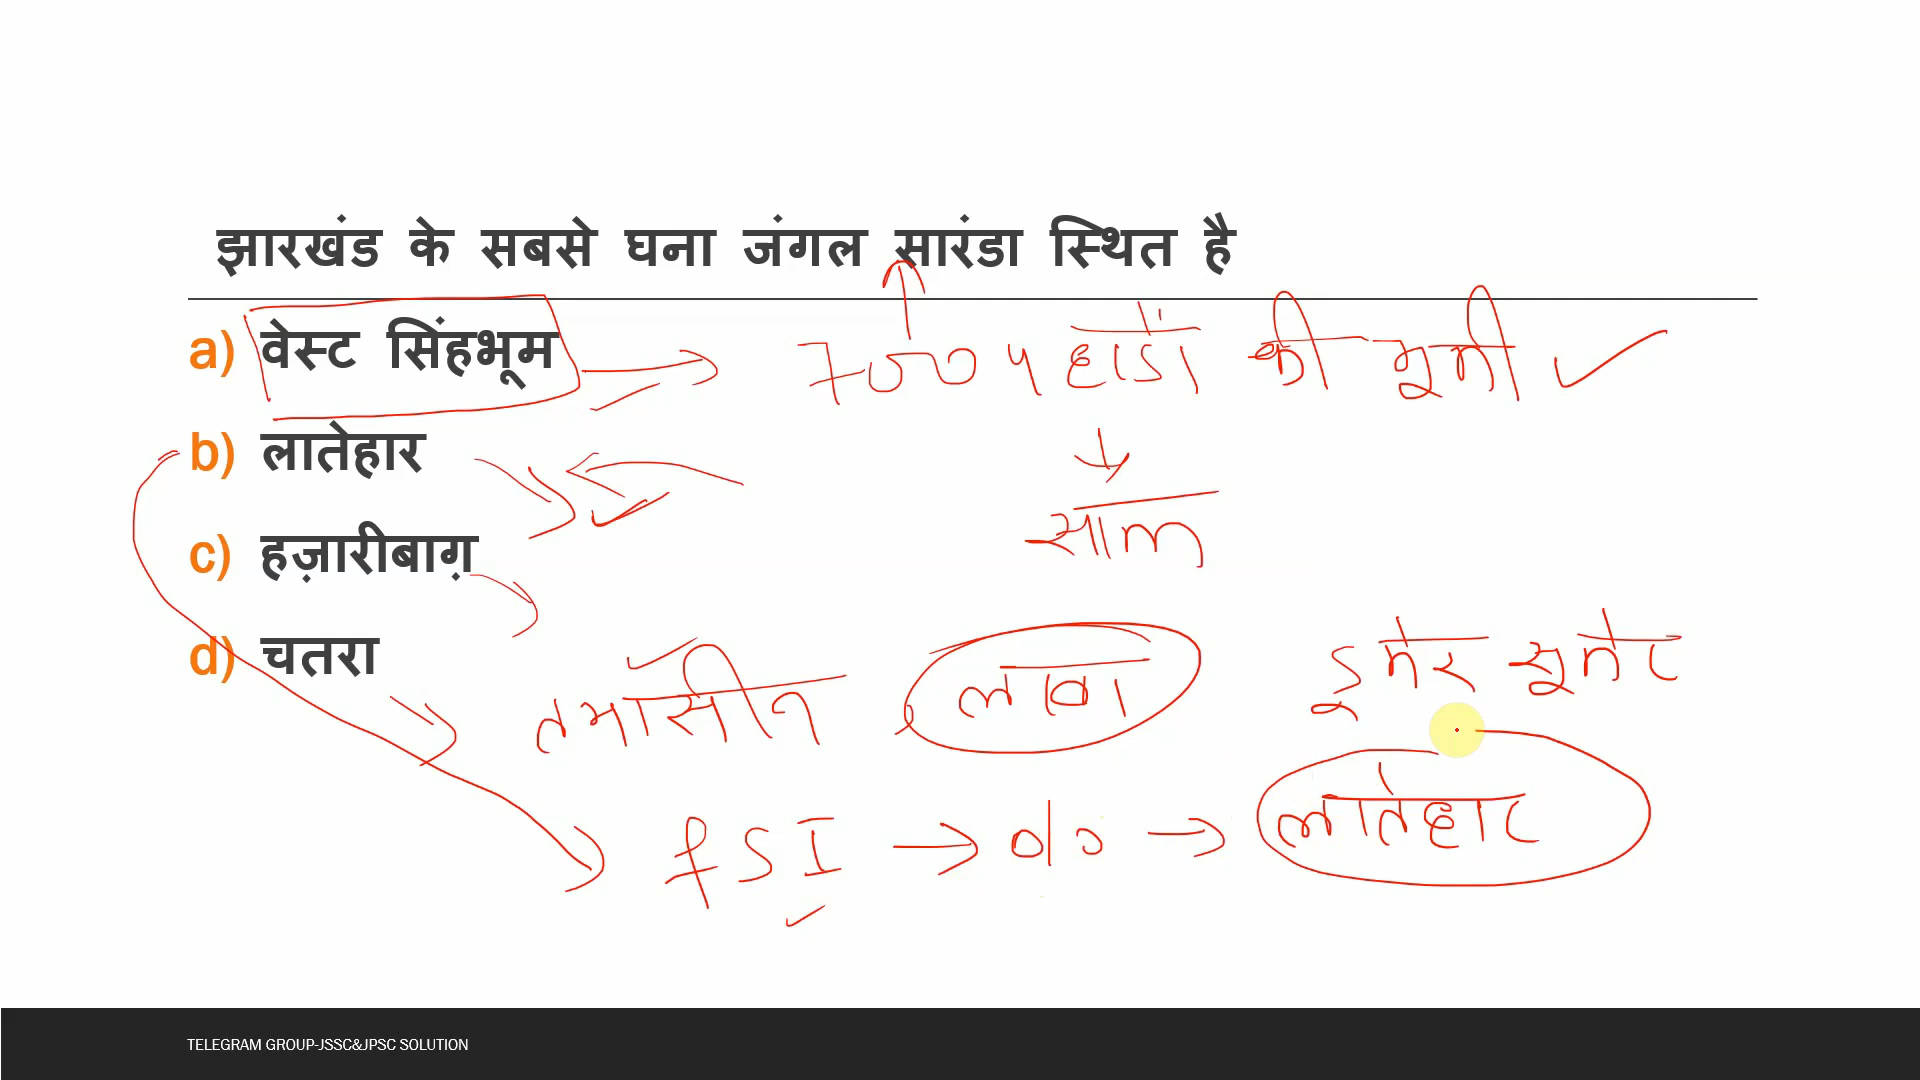 झारखंड के सबसे घना जंगल सारंडा स्थित है
a) वेस्ट सिंहभूम
700 पहाडों की भूमी
b) लातेहार
साल
c) हज़ारीबाग़
d) चतरा
तमासीन, लावा
डुमेर सूमेर
FSI → % → लातेहार
TELEGRAM GROUP-JSSC&JPSC SOLUTION